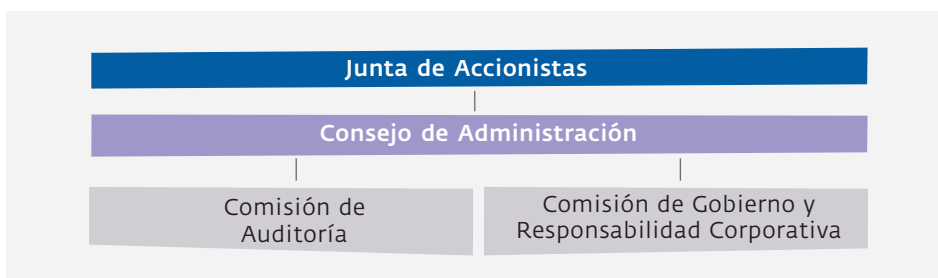 Junta de Accionistas
Consejo de Administración
Comisión de
Auditoría
Comisión de Gobierno y
Responsabilidad Corporativa